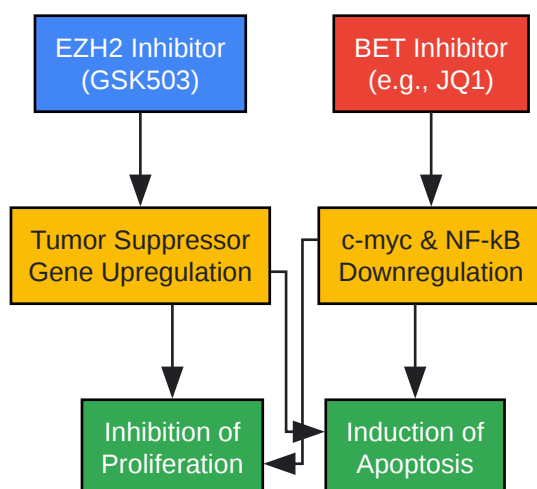 EZH2 Inhibitor
(GSK503)
BET Inhibitor
(e.g., JQ1)
Tumor Suppressor
Gene Upregulation
c-myc & NF-kB
Downregulation
Inhibition of
Proliferation
Induction of
Apoptosis